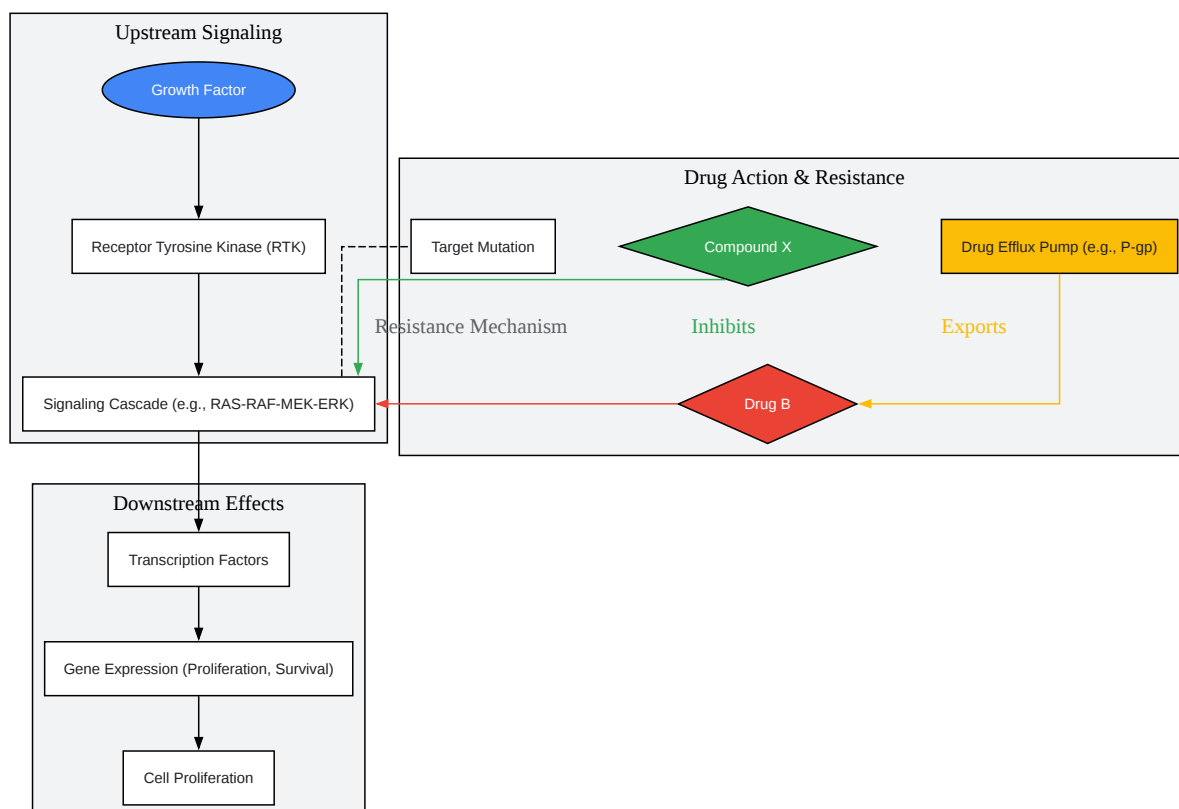 Upstream Signaling
Growth Factor
Receptor Tyrosine Kinase (RTK)
Signaling Cascade (e.g., RAS-RAF-MEK-ERK)
Drug Action & Resistance
Target Mutation
Compound X
Drug Efflux Pump (e.g., P-gp)
Resistance Mechanism
Inhibits
Exports
Drug B
Downstream Effects
Transcription Factors
Gene Expression (Proliferation, Survival)
Cell Proliferation